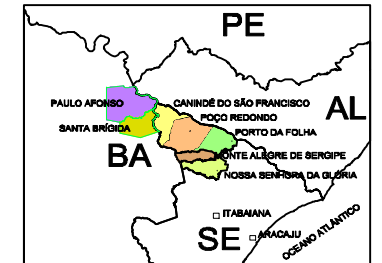 PE
PAULO AFONSO
CANINDÉ DO SÃO FRANCISCO
AL
POÇO REDONDO
SANTA BRÍGIDA
PORTO DA FOLHA
BA
MONTE ALEGRE DE SERGIPE
NOSSA SENHORA DA GLÓRIA
ITABAIANA
SE
ARACAJU
OCEANO ATLÂNTICO